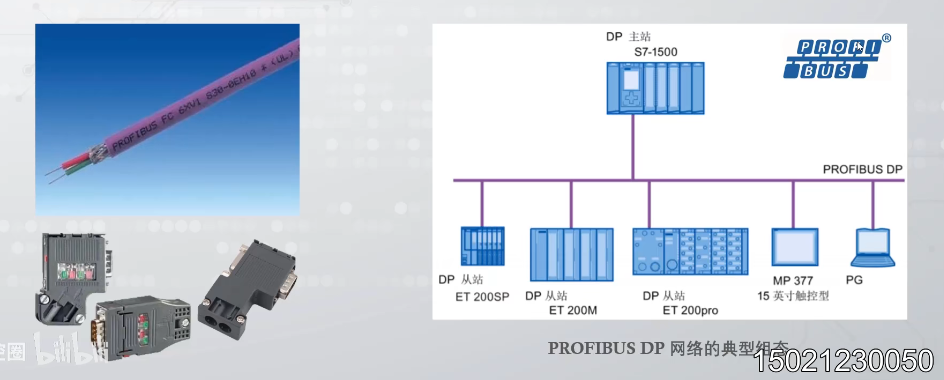 PROFIBUS FC 6XV1 830-0EH10 * (UL)
DP 主站
S7-1500
PROFI
BUS
®
PROFIBUS DP
DP 从站
ET 200SP
DP 从站
ET 200M
DP 从站
ET 200pro
MP 377
15 英寸触控型
PG
圈
bilibili
PROFIBUS DP 网络的典型组态
15021230050